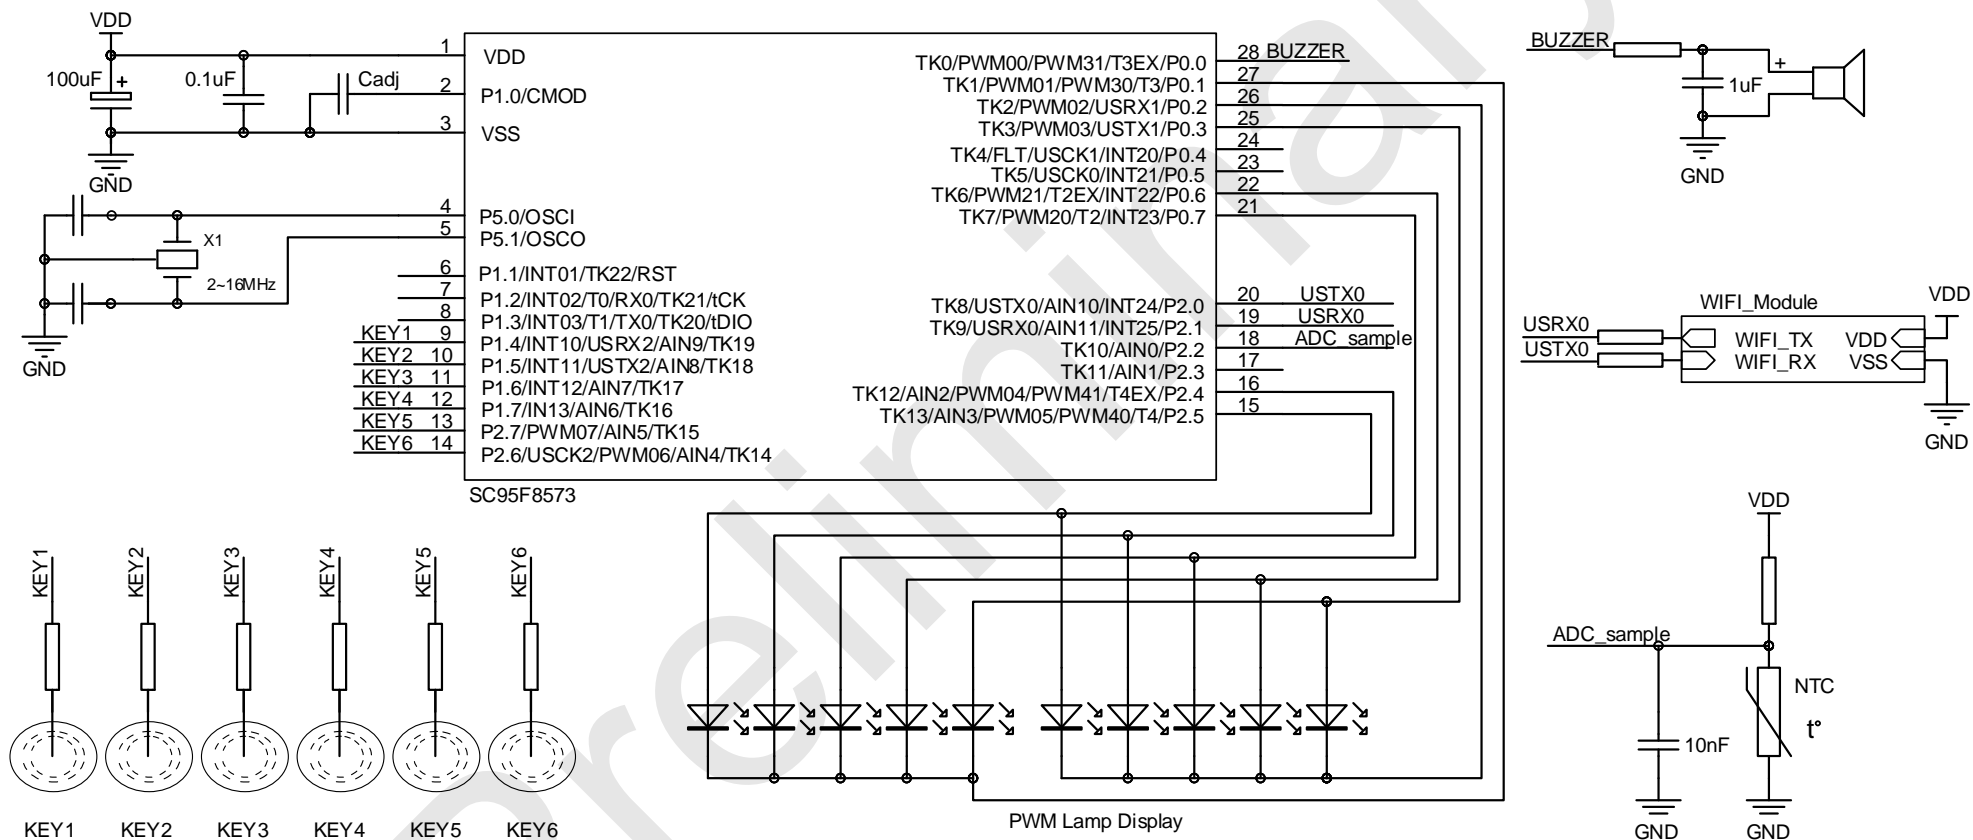 VDD
100uF
+
0.1uF
Cadj
GND
1
2
3
4
5
6
7
8
9
10
11
12
13
14
KEY1
KEY2
KEY3
KEY4
KEY5
KEY6
X1
2~16MHz
GND
VDD
P1.0/CMOD
VSS
P5.0/OSCI
P5.1/OSCO
P1.1/INT01/TK22/RST
P1.2/INT02/T0/RX0/TK21/tCK
P1.3/INT03/T1/TX0/TK20/tDIO
P1.4/INT10/USRX2/AIN9/TK19
P1.5/INT11/USTX2/AIN8/TK18
P1.6/INT12/AIN7/TK17
P1.7/IN13/AIN6/TK16
P2.7/PWM07/AIN5/TK15
P2.6/USCK2/PWM06/AIN4/TK14
SC95F8573
TK0/PWM00/PWM31/T3EX/P0.0
TK1/PWM01/PWM30/T3/P0.1
TK2/PWM02/USRX1/P0.2
TK3/PWM03/USTX1/P0.3
TK4/FLT/USCK1/INT20/P0.4
TK5/USCK0/INT21/P0.5
TK6/PWM21/T2EX/INT22/P0.6
TK7/PWM20/T2/INT23/P0.7
TK8/USTX0/AIN10/INT24/P2.0
TK9/USRX0/AIN11/INT25/P2.1
TK10/AIN0/P2.2
TK11/AIN1/P2.3
TK12/AIN2/PWM04/PWM41/T4EX/P2.4
TK13/AIN3/PWM05/PWM40/T4/P2.5
28 BUZZER
27
26
25
24
23
22
21
20 USTX0
19 USRX0
18 ADC_sample
17
16
15
BUZZER
+
1uF
GND
WIFI_Module
VDD
USRX0
USTX0
WIFI_TX
WIFI_RX
VDD
VSS
GND
VDD
ADC_sample
NTC
t°
10nF
GND
GND
KEY1
KEY2
KEY3
KEY4
KEY5
KEY6
KEY1
KEY2
KEY3
KEY4
KEY5
KEY6
PWM Lamp Display
Preliminary